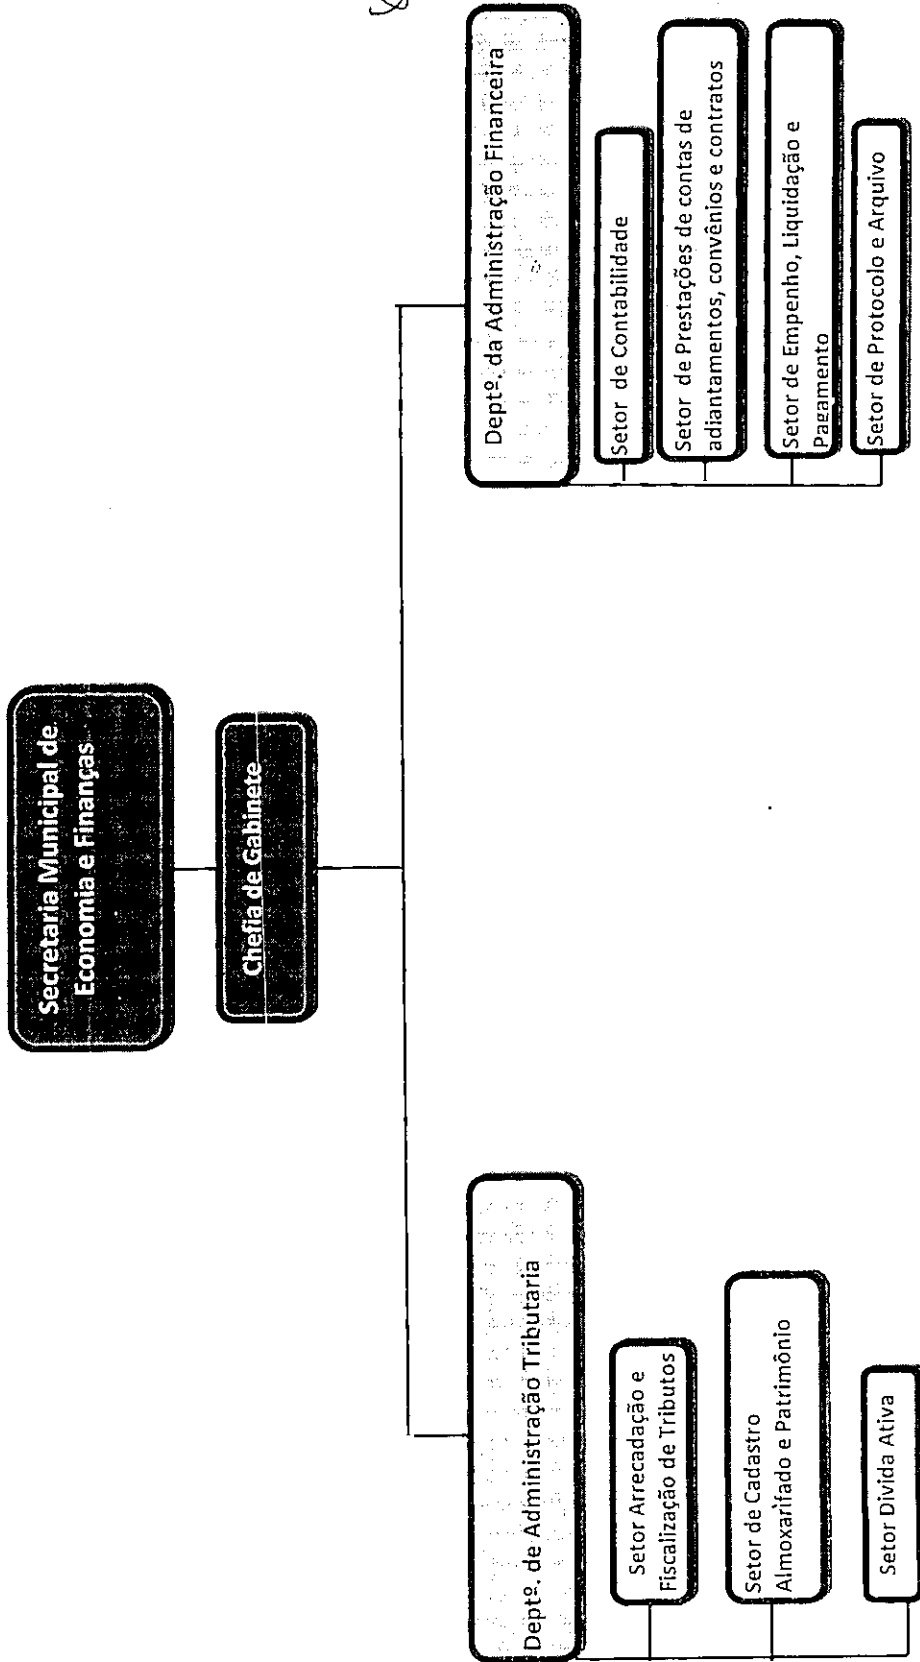 Secretaria Municipal de
Economia e Finanças
Chefia de Gabinete
Deptº. de Administração Tributaria
Setor Arrecadação e
Fiscalização de Tributos
Setor de Cadastro
Almoxarifado e Patrimônio
Setor Divida Ativa
Deptº. da Administração Financeira
Setor de Contabilidade
Setor de Prestações de contas de
adiantamentos, convênios e contratos
Setor de Empenho, Liquidação e
Pagamento
Setor de Protocolo e Arquivo